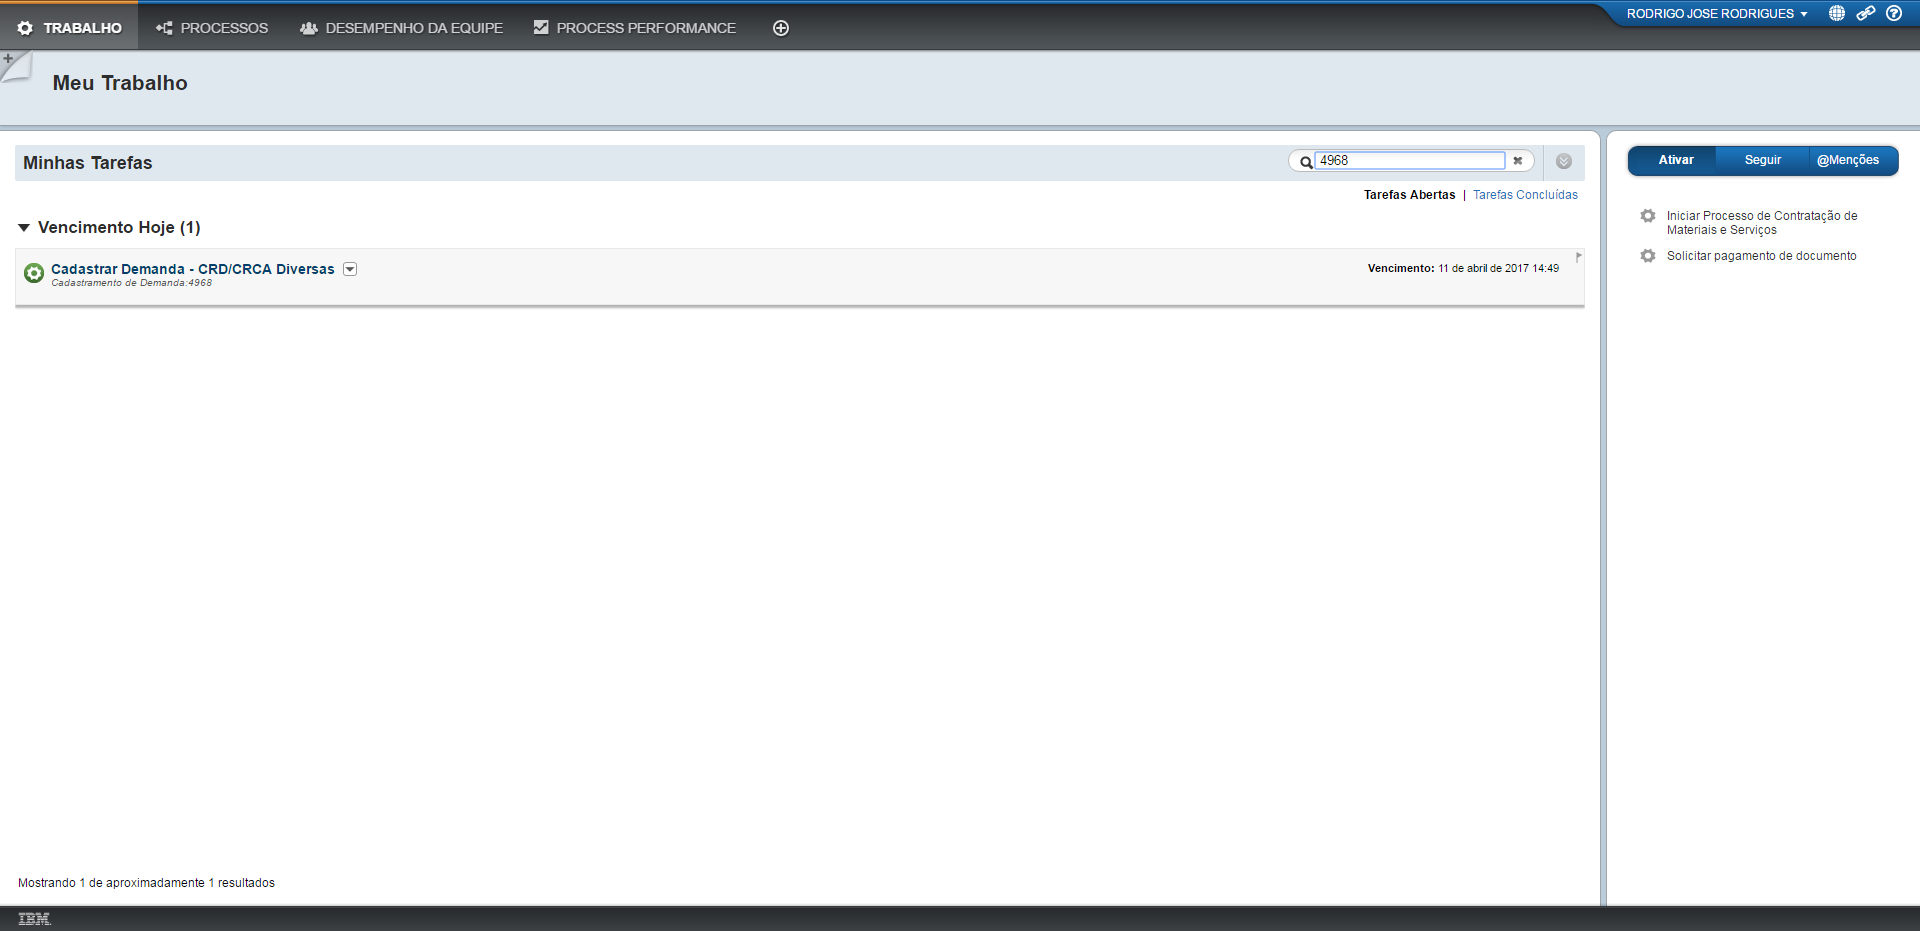 TRABALHO PROCESSOS DESEMPENHO DA EQUIPE PROCESS PERFORMANCE RODRIGO JOSE RODRIGUES
Meu Trabalho
Minhas Tarefas
4968
Ativar Seguir @Menções
Tarefas Abertas | Tarefas Concluídas
Vencimento Hoje (1)
Cadastrar Demanda - CRD/CRCA Diversas
Cadastramento de Demanda:4968
Vencimento: 11 de abril de 2017 14:49
Iniciar Processo de Contratação de
Materiais e Serviços
Solicitar pagamento de documento
Mostrando 1 de aproximadamente 1 resultados
IBM